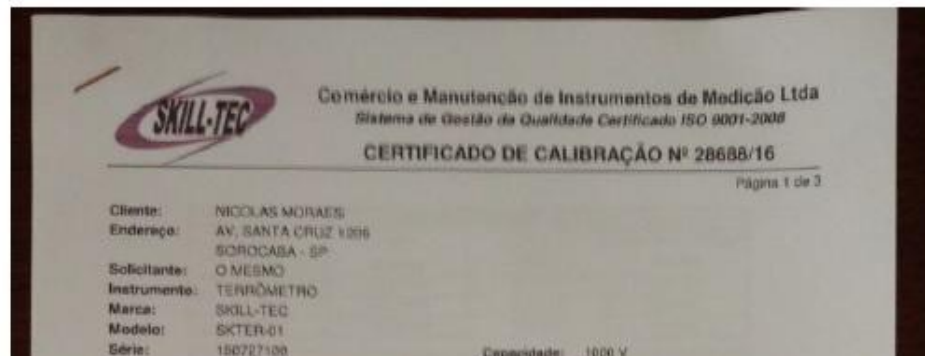 SKILL-TEC
Comércio e Manutenção de Instrumentos de Medição Ltda
Sistema de Gestão da Qualidade Certificado ISO 9001-2008
CERTIFICADO DE CALIBRAÇÃO Nº 28688/16
Página 1 de 3
Cliente: NICOLAS MORAESI
Endereço: AV. SANTA CRUZ
SOROCABA - SP
Solicitante: O MESMO
Instrumento: TERRÔMETRO
Marca: SKILL-TEC
Modelo: SKTER-01
Série: 150727100 Capacidade: 1000 V